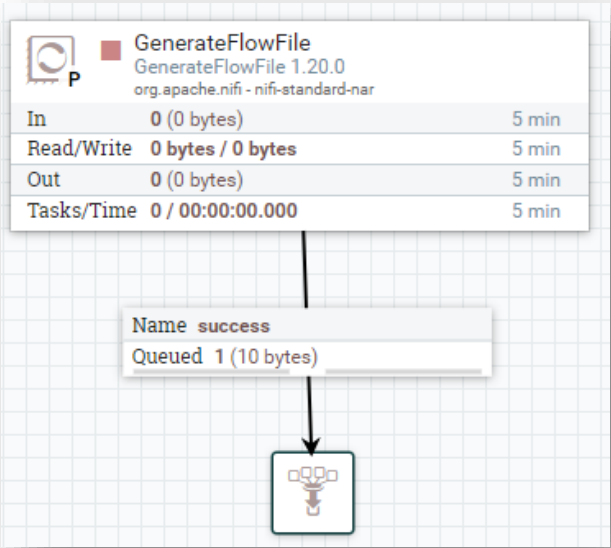 GenerateFlowFile
GenerateFlowFile 1.20.0
P
org.apache.nifi - nifi-standard-nar
In 0 (0 bytes) 5 min
Read/Write 0 bytes / 0 bytes 5 min
Out 0 (0 bytes) 5 min
Tasks/Time 0 / 00:00:00.000 5 min
Name success
Queued 1 (10 bytes)